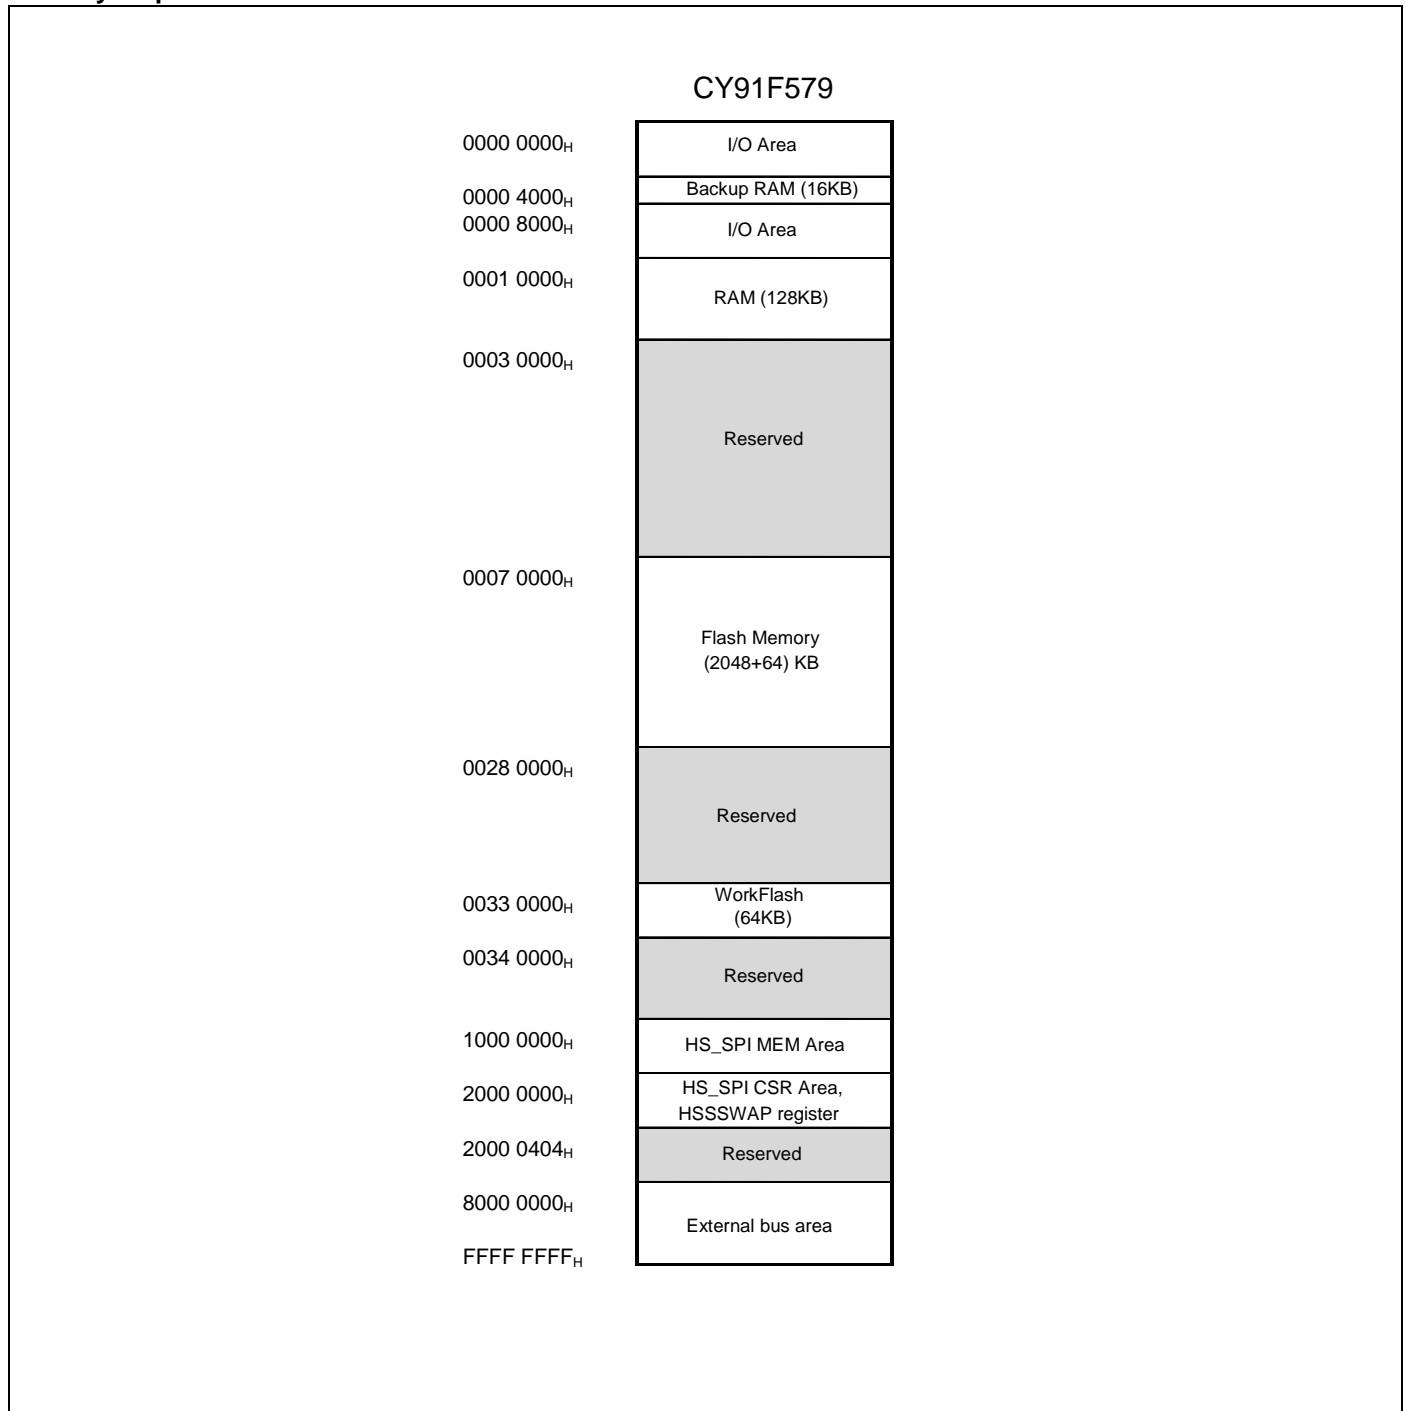 CY91F579
0000 0000H
I/O Area
Backup RAM (16KB)
0000 4000H
0000 8000H
I/O Area
0001 0000H
RAM (128KB)
0003 0000H
Reserved
0007 0000H
Flash Memory
(2048+64) KB
0028 0000H
Reserved
0033 0000H
WorkFlash
(64KB)
0034 0000H
Reserved
1000 0000H
HS_SPI MEM Area
2000 0000H
HS_SPI CSR Area,
HSSSWAP register
2000 0404H
Reserved
8000 0000H
External bus area
FFFF FFFFH